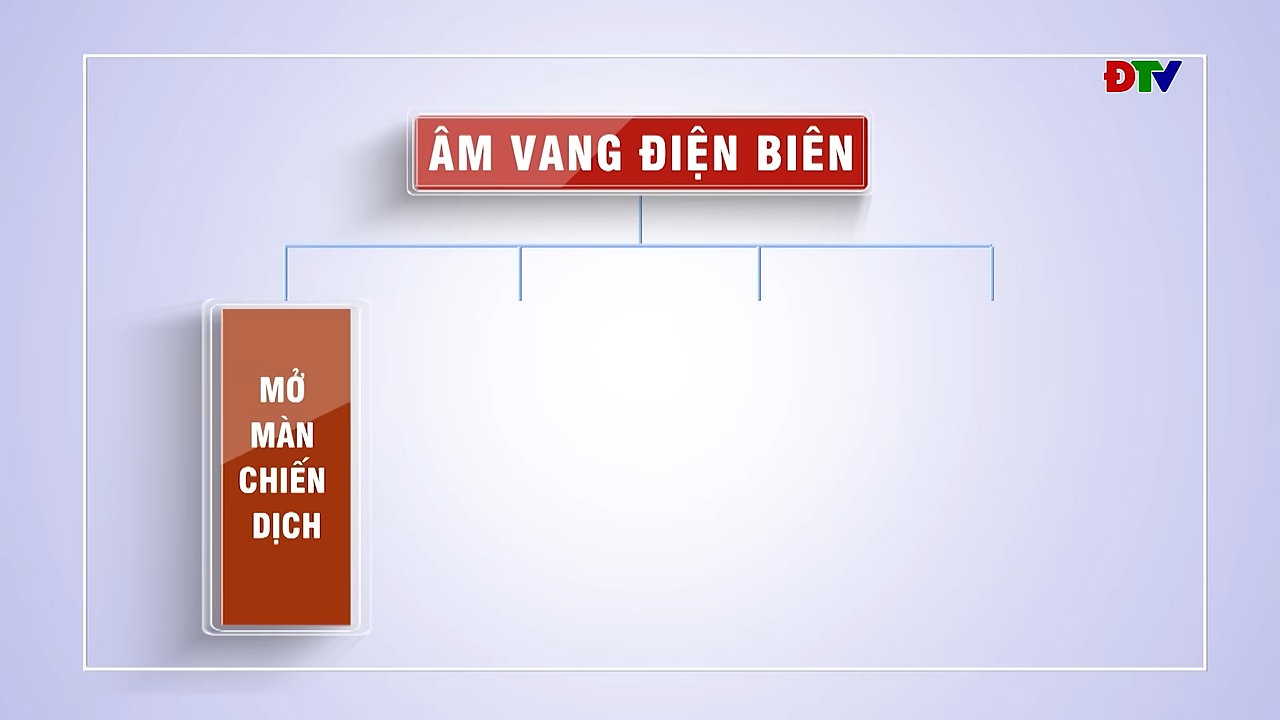 ĐTV
ÂM VANG ĐIỆN BIÊN
MỞ
MÀN
CHIẾN
DỊCH